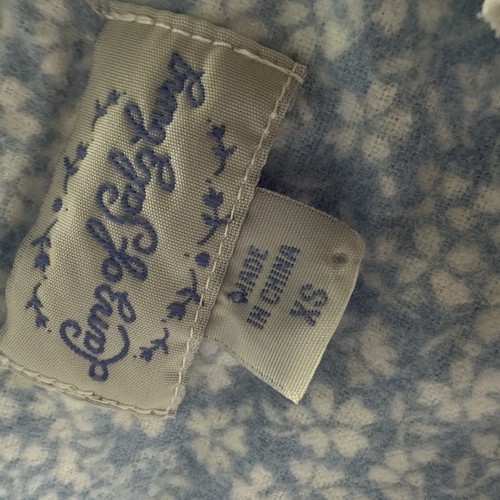 Lanz of Salzburg
MADE
IN CHINA
XS